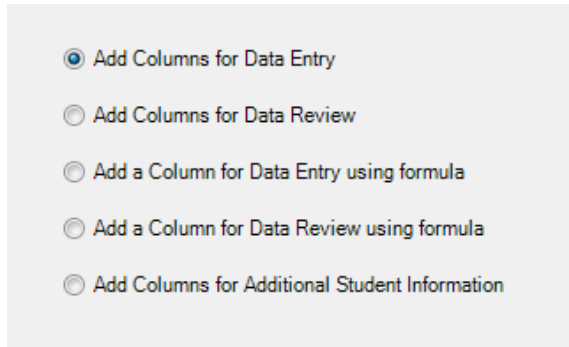 Add Columns for Data Entry
Add Columns for Data Review
Add a Column for Data Entry using formula
Add a Column for Data Review using formula
Add Columns for Additional Student Information